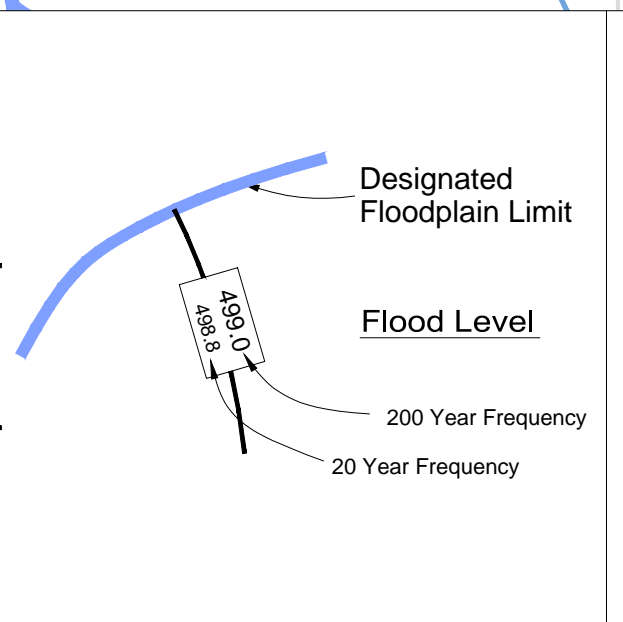 Designated
Floodplain Limit
499.0
498.8
Flood Level
200 Year Frequency
20 Year Frequency